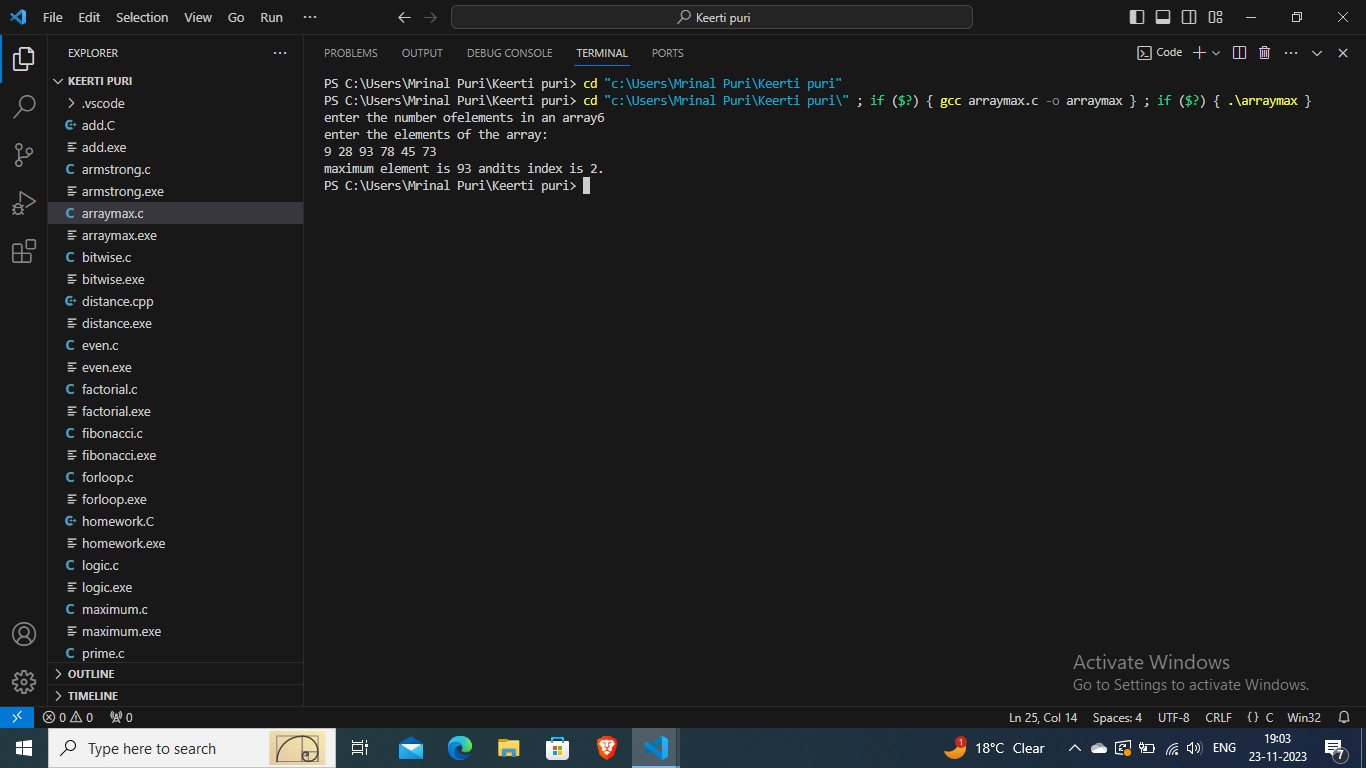 File Edit Selection View Go Run ··· Keerti puri
EXPLORER ···
KEERTI PURI
.vscode
add.C
add.exe
armstrong.c
armstrong.exe
arraymax.c
arraymax.exe
bitwise.c
bitwise.exe
distance.cpp
distance.exe
even.c
even.exe
factorial.c
factorial.exe
fibonacci.c
fibonacci.exe
forloop.c
forloop.exe
homework.C
homework.exe
logic.c
logic.exe
maximum.c
maximum.exe
prime.c
OUTLINE
TIMELINE
PROBLEMS OUTPUT DEBUG CONSOLE TERMINAL PORTS Code
PS C:\Users\Mrinal Puri\Keerti puri> cd "c:\Users\Mrinal Puri\Keerti puri"
PS C:\Users\Mrinal Puri\Keerti puri> cd "c:\Users\Mrinal Puri\Keerti puri\" ; if ($?) { gcc arraymax.c -o arraymax } ; if ($?) { .\arraymax }
enter the number ofelements in an array6
enter the elements of the array:
9 28 93 78 45 73
maximum element is 93 andits index is 2.
PS C:\Users\Mrinal Puri\Keerti puri>
Activate Windows
Go to Settings to activate Windows.
0 0 0 Ln 25, Col 14 Spaces: 4 UTF-8 CRLF {} C Win32
Type here to search 1 18°C Clear ENG 19:03
23-11-2023 7